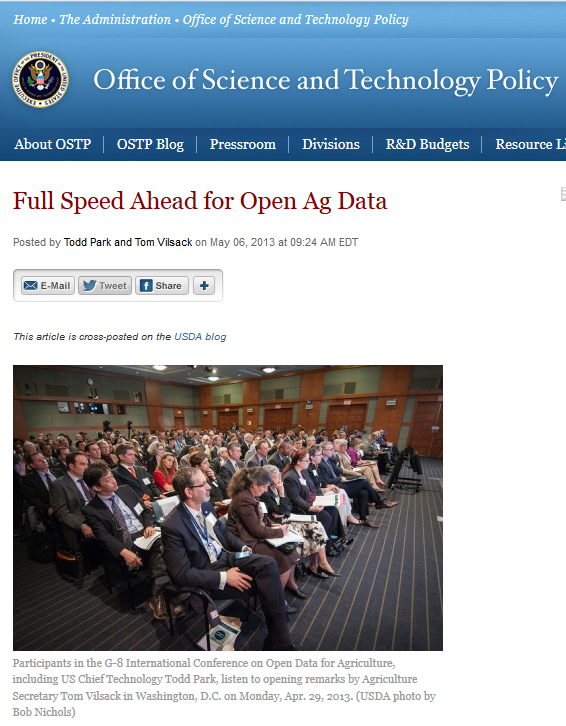 Home • The Administration • Office of Science and Technology Policy
Office of Science and Technology Policy
About OSTP OSTP Blog Pressroom Divisions R&D Budgets Resource Li
Full Speed Ahead for Open Ag Data
Posted by Todd Park and Tom Vilsack on May 06, 2013 at 09:24 AM EDT
E-Mail Tweet Share
This article is cross-posted on the USDA blog
Participants in the G-8 International Conference on Open Data for Agriculture,
including US Chief Technology Todd Park, listen to opening remarks by Agriculture
Secretary Tom Vilsack in Washington, D.C. on Monday, Apr. 29, 2013. (USDA photo by
Bob Nichols)